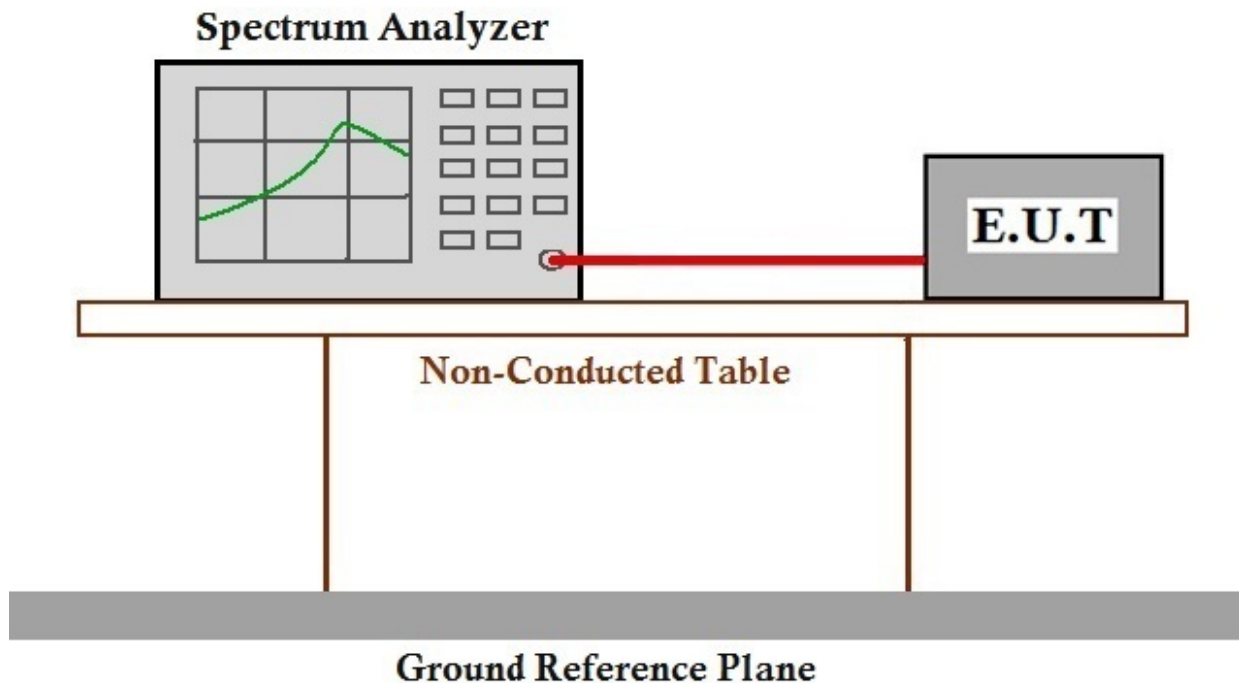 Spectrum Analyzer
E.U.T
Non-Conducted Table
Ground Reference Plane